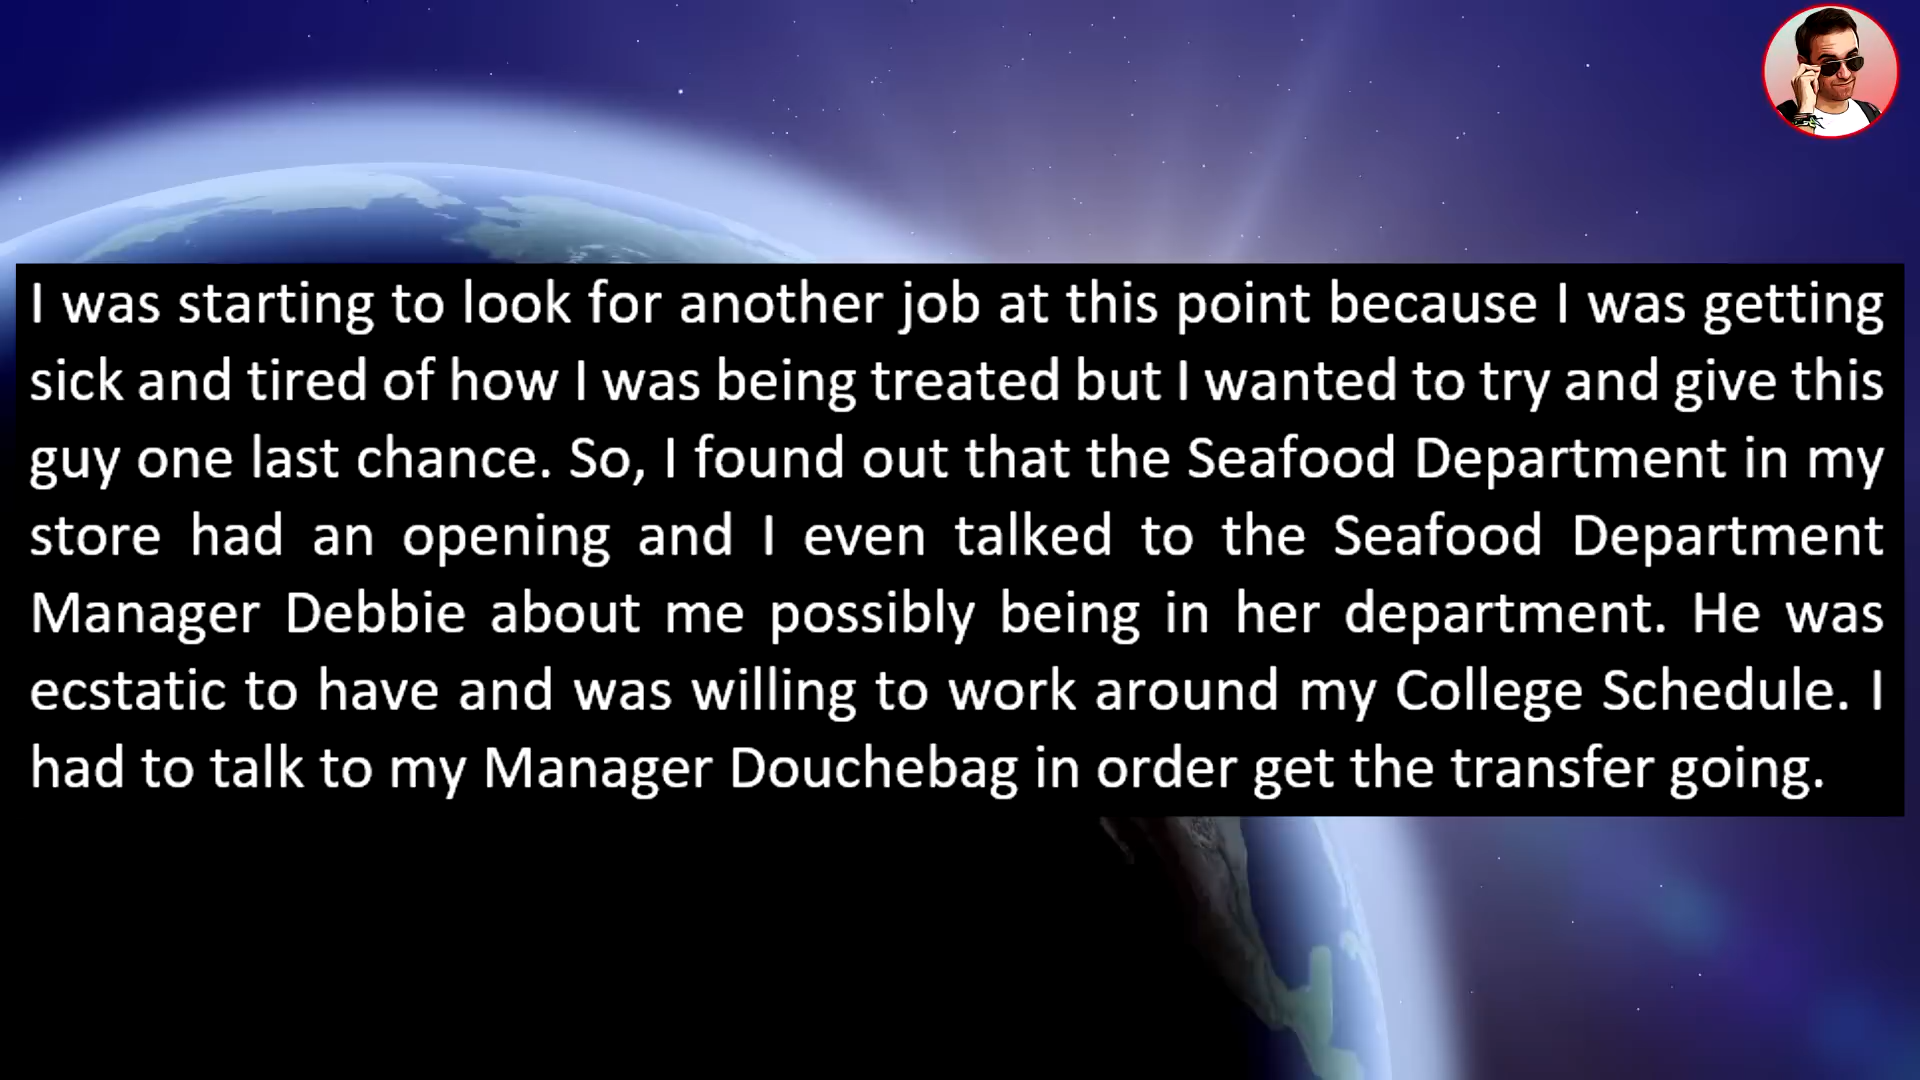 I was starting to look for another job at this point because I was getting
sick and tired of how I was being treated but I wanted to try and give this
guy one last chance. So, I found out that the Seafood Department in my
store had an opening and I even talked to the Seafood Department
Manager Debbie about me possibly being in her department. He was
ecstatic to have and was willing to work around my College Schedule. I
had to talk to my Manager Douchebag in order get the transfer going.